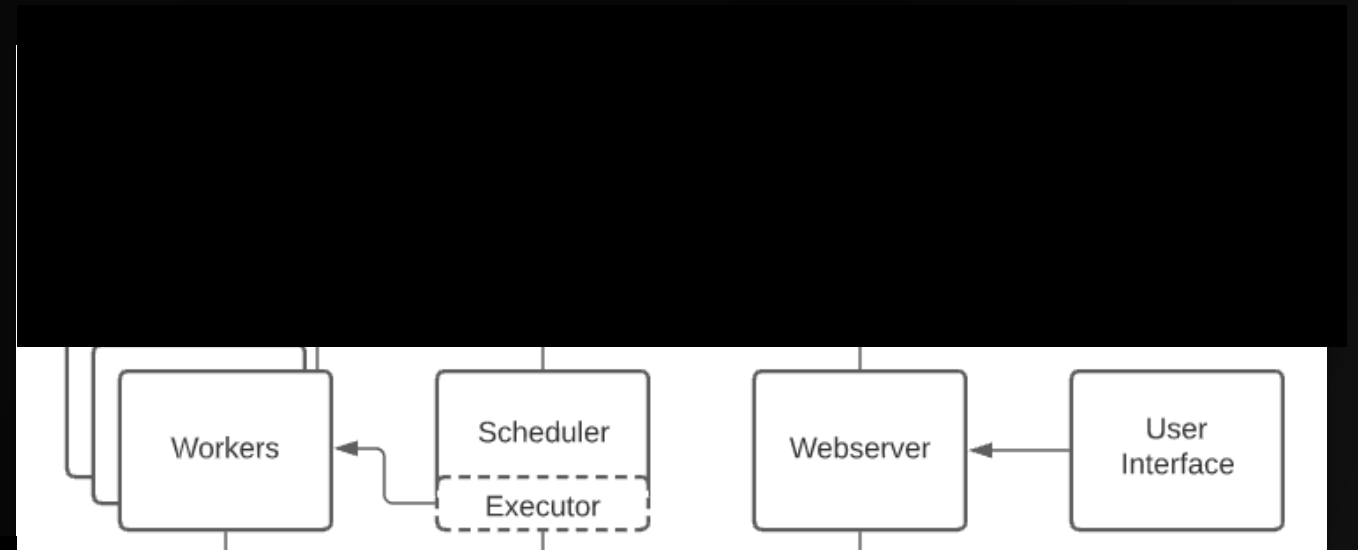 Workers
Scheduler
Executor
Webserver
User
Interface